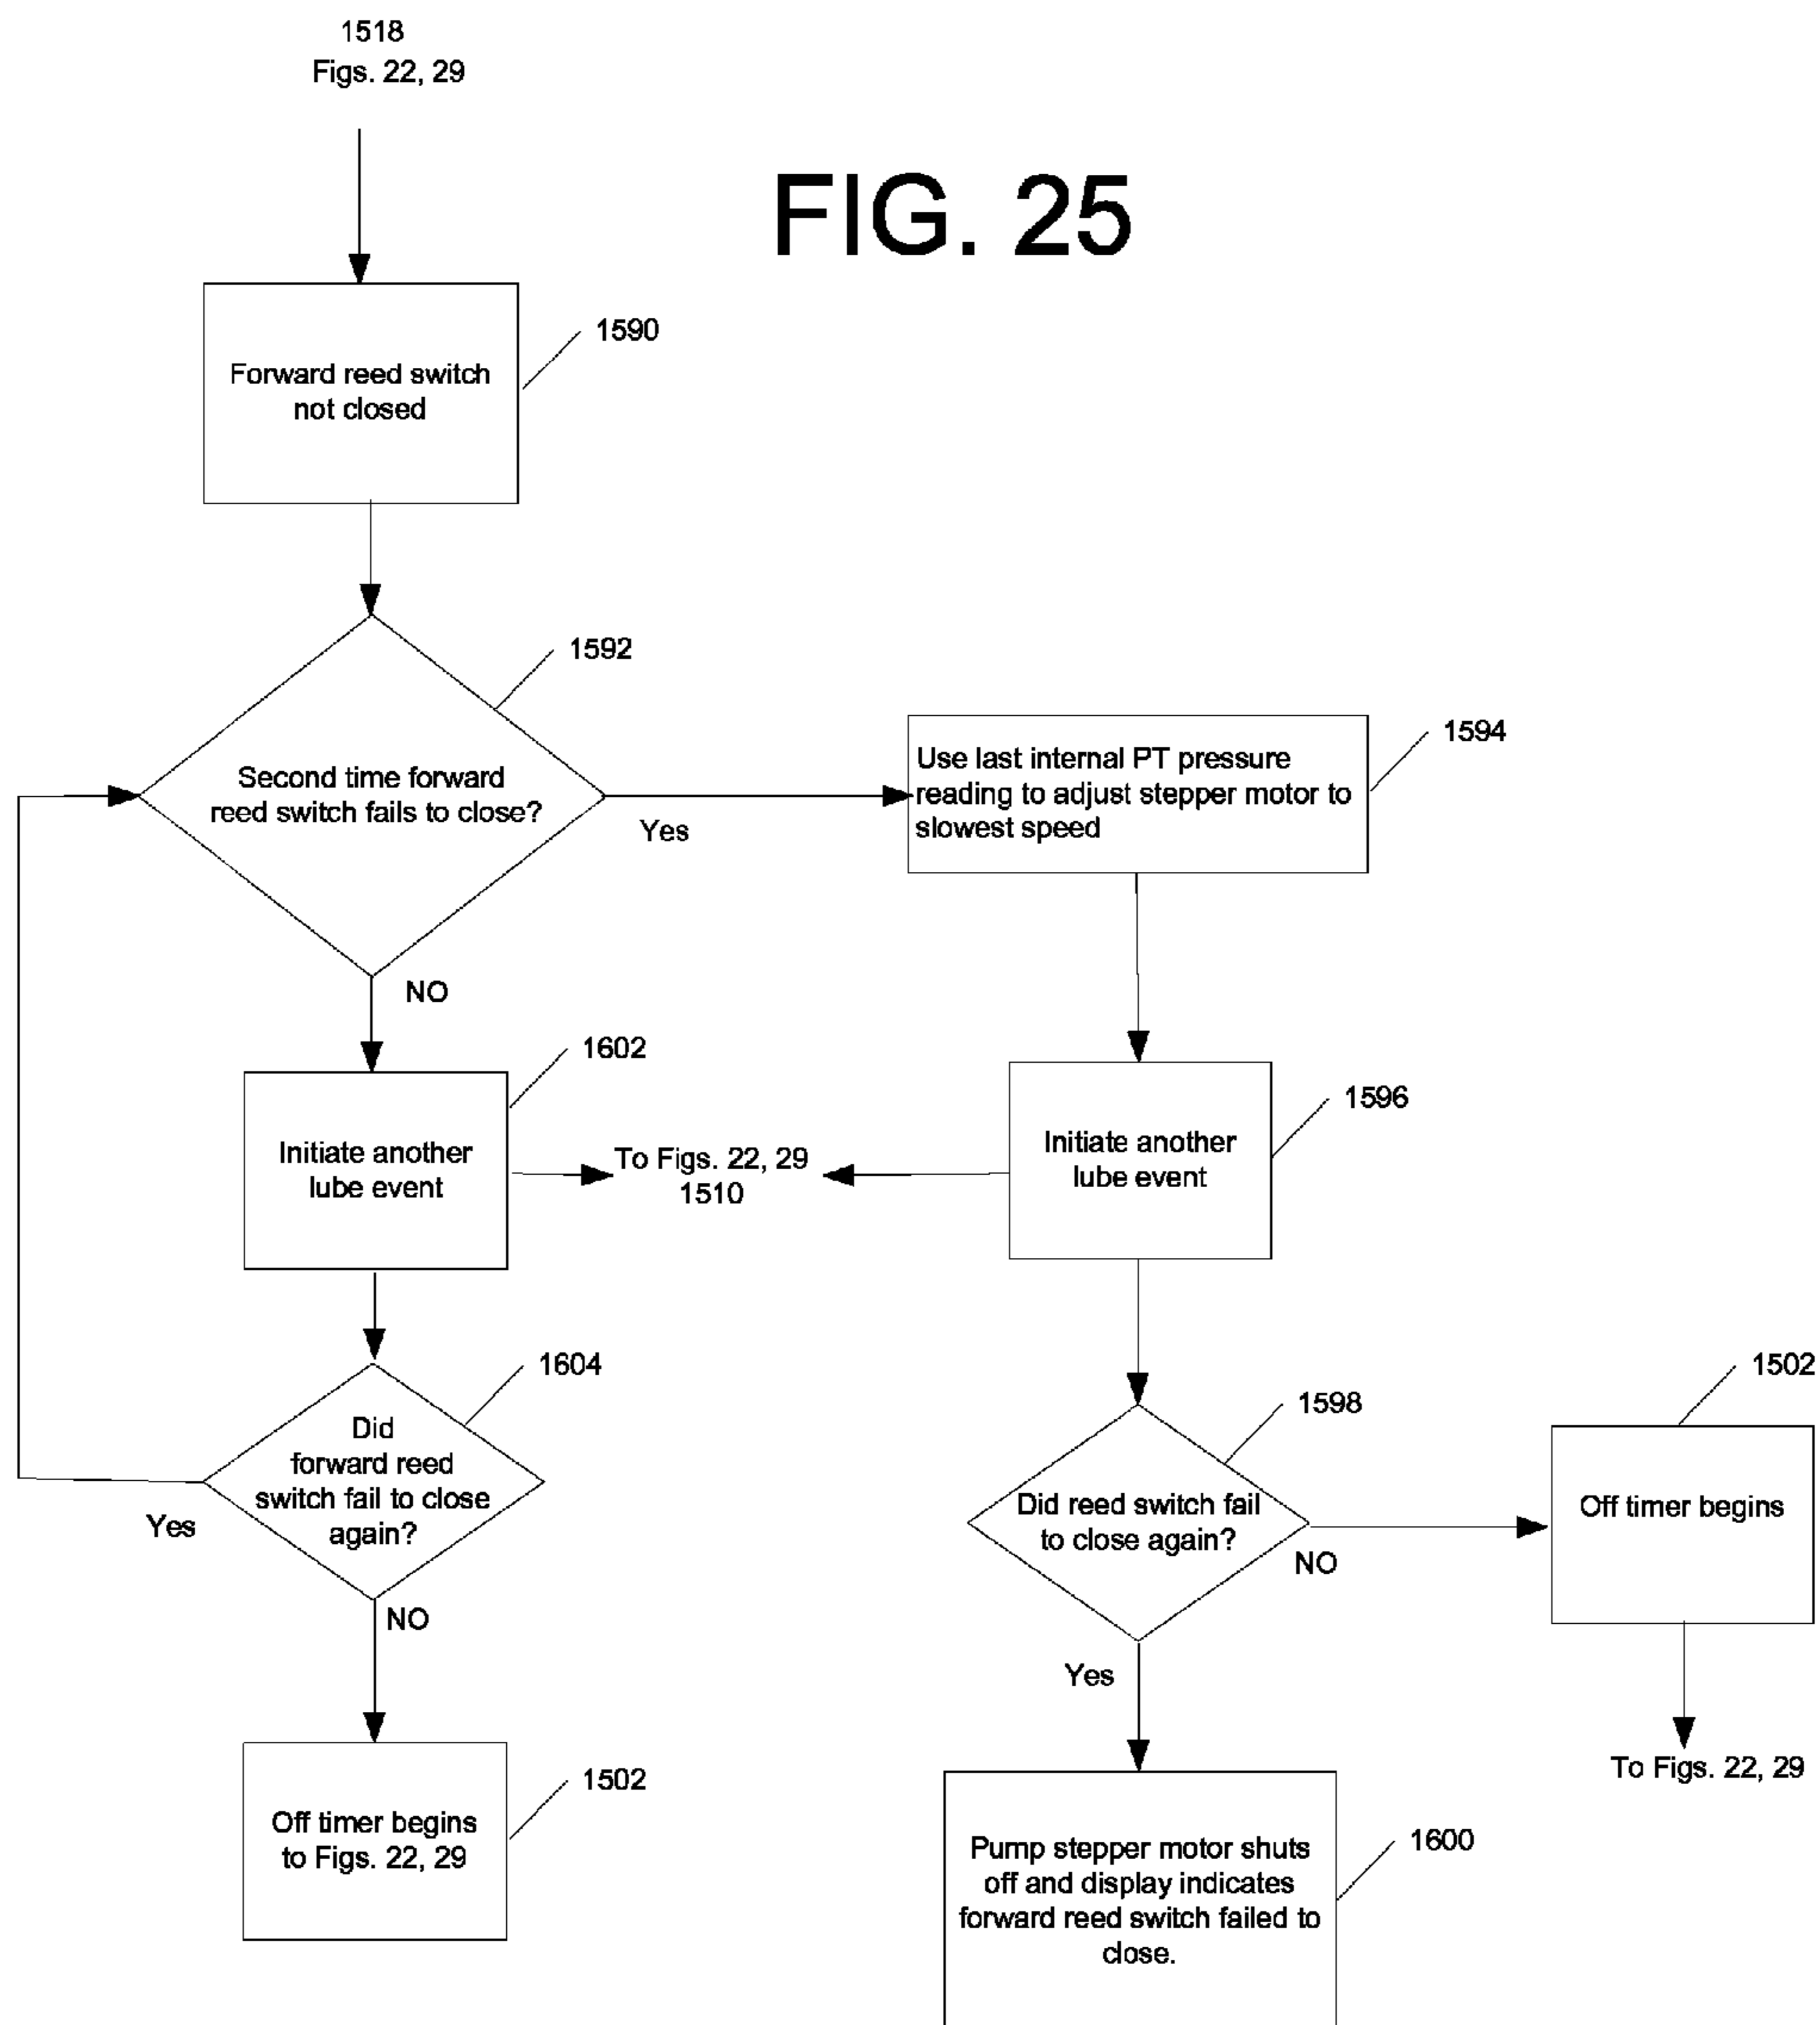 1518
Figs. 22, 29
FIG. 25
1590
Forward reed switch
not closed
1592
Second time forward
reed switch fails to close?
Yes
NO
1594
Use last internal PT pressure
reading to adjust stepper motor to
slowest speed
1602
Initiate another
lube event
To Figs. 22, 29
1510
1596
Initiate another
lube event
1604
Did
forward reed
switch fail to close
again?
Yes
NO
1598
Did reed switch fail
to close again?
NO
Yes
1502
Off timer begins
To Figs. 22, 29
1502
Off timer begins
to Figs. 22, 29
1600
Pump stepper motor shuts
off and display indicates
forward reed switch failed to
close.